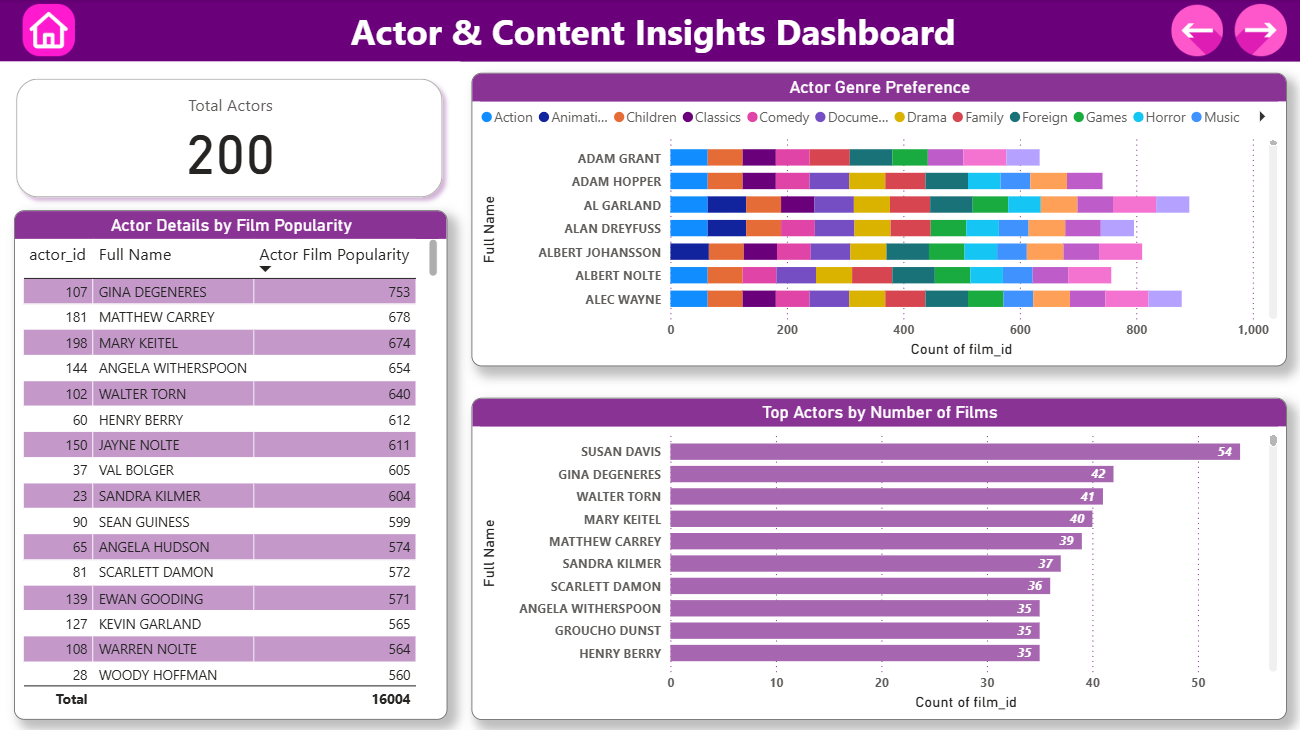 Actor & Content Insights Dashboard
Total Actors
200
Actor Details by Film Popularity
actor_id Full Name Actor Film Popularity
107 GINA DEGENERES 753
181 MATTHEW CARREY 678
198 MARY KEITEL 674
144 ANGELA WITHERSPOON 654
102 WALTER TORN 640
60 HENRY BERRY 612
150 JAYNE NOLTE 611
37 VAL BOLGER 605
23 SANDRA KILMER 604
90 SEAN GUINESS 599
65 ANGELA HUDSON 574
81 SCARLETT DAMON 572
139 EWAN GOODING 571
127 KEVIN GARLAND 565
108 WARREN NOLTE 564
28 WOODY HOFFMAN 560
Total 16004
Actor Genre Preference
Action Animati... Children Classics Comedy Docume... Drama Family Foreign Games Horror Music
Full Name
ADAM GRANT
ADAM HOPPER
AL GARLAND
ALAN DREYFUSS
ALBERT JOHANSSON
ALBERT NOLTE
ALEC WAYNE
0 200 400 600 800 1,000
Count of film_id
Top Actors by Number of Films
Full Name
SUSAN DAVIS 54
GINA DEGENERES 42
WALTER TORN 41
MARY KEITEL 40
MATTHEW CARREY 39
SANDRA KILMER 37
SCARLETT DAMON 36
ANGELA WITHERSPOON 35
GROUCHO DUNST 35
HENRY BERRY 35
0 10 20 30 40 50
Count of film_id